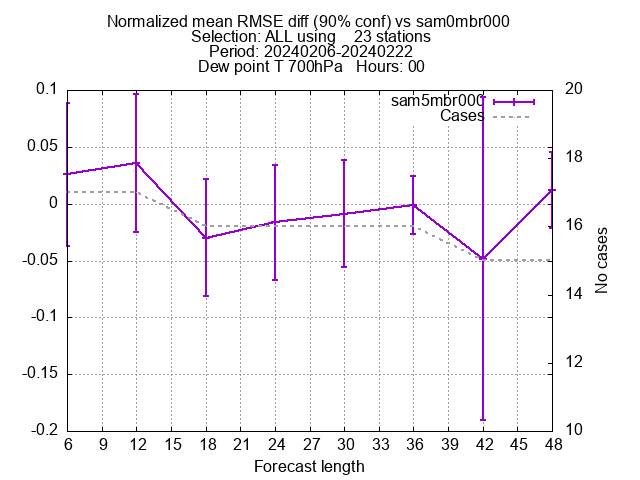 Normalized mean RMSE diff (90% conf) vs sam0mbr000
Selection: ALL using    23 stations
Period: 20240206-20240222
Dew point T 700hPa   Hours: 00
sam5mbr000
Cases
0.1
0.05
0
-0.05
-0.1
-0.15
-0.2
20
18
16
14
12
10
No cases
6 9 12 15 18 21 24 27 30 33 36 39 42 45 48
Forecast length